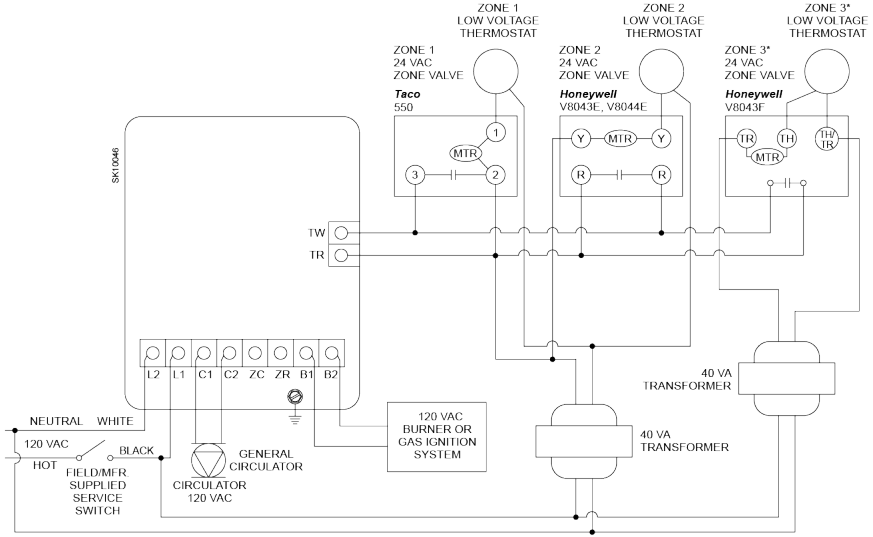 ZONE 1
LOW VOLTAGE
THERMOSTAT
ZONE 2
LOW VOLTAGE
THERMOSTAT
ZONE 3*
LOW VOLTAGE
THERMOSTAT
ZONE 1
24 VAC
ZONE VALVE
Taco
550
ZONE 2
24 VAC
ZONE VALVE
Honeywell
V8043E, V8044E
ZONE 3*
24 VAC
ZONE VALVE
Honeywell
V8043F
1
MTR
3
2
Y
MTR
Y
R
R
TR
TH
TH/
TR
MTR
SK10046
TW
TR
L2
L1
C1
C2
ZC
ZR
B1
B2
NEUTRAL WHITE
120 VAC
HOT
BLACK
FIELD/MFR.
SUPPLIED
SERVICE
SWITCH
GENERAL
CIRCULATOR
CIRCULATOR
120 VAC
120 VAC
BURNER OR
GAS IGNITION
SYSTEM
40 VA
TRANSFORMER
40 VA
TRANSFORMER